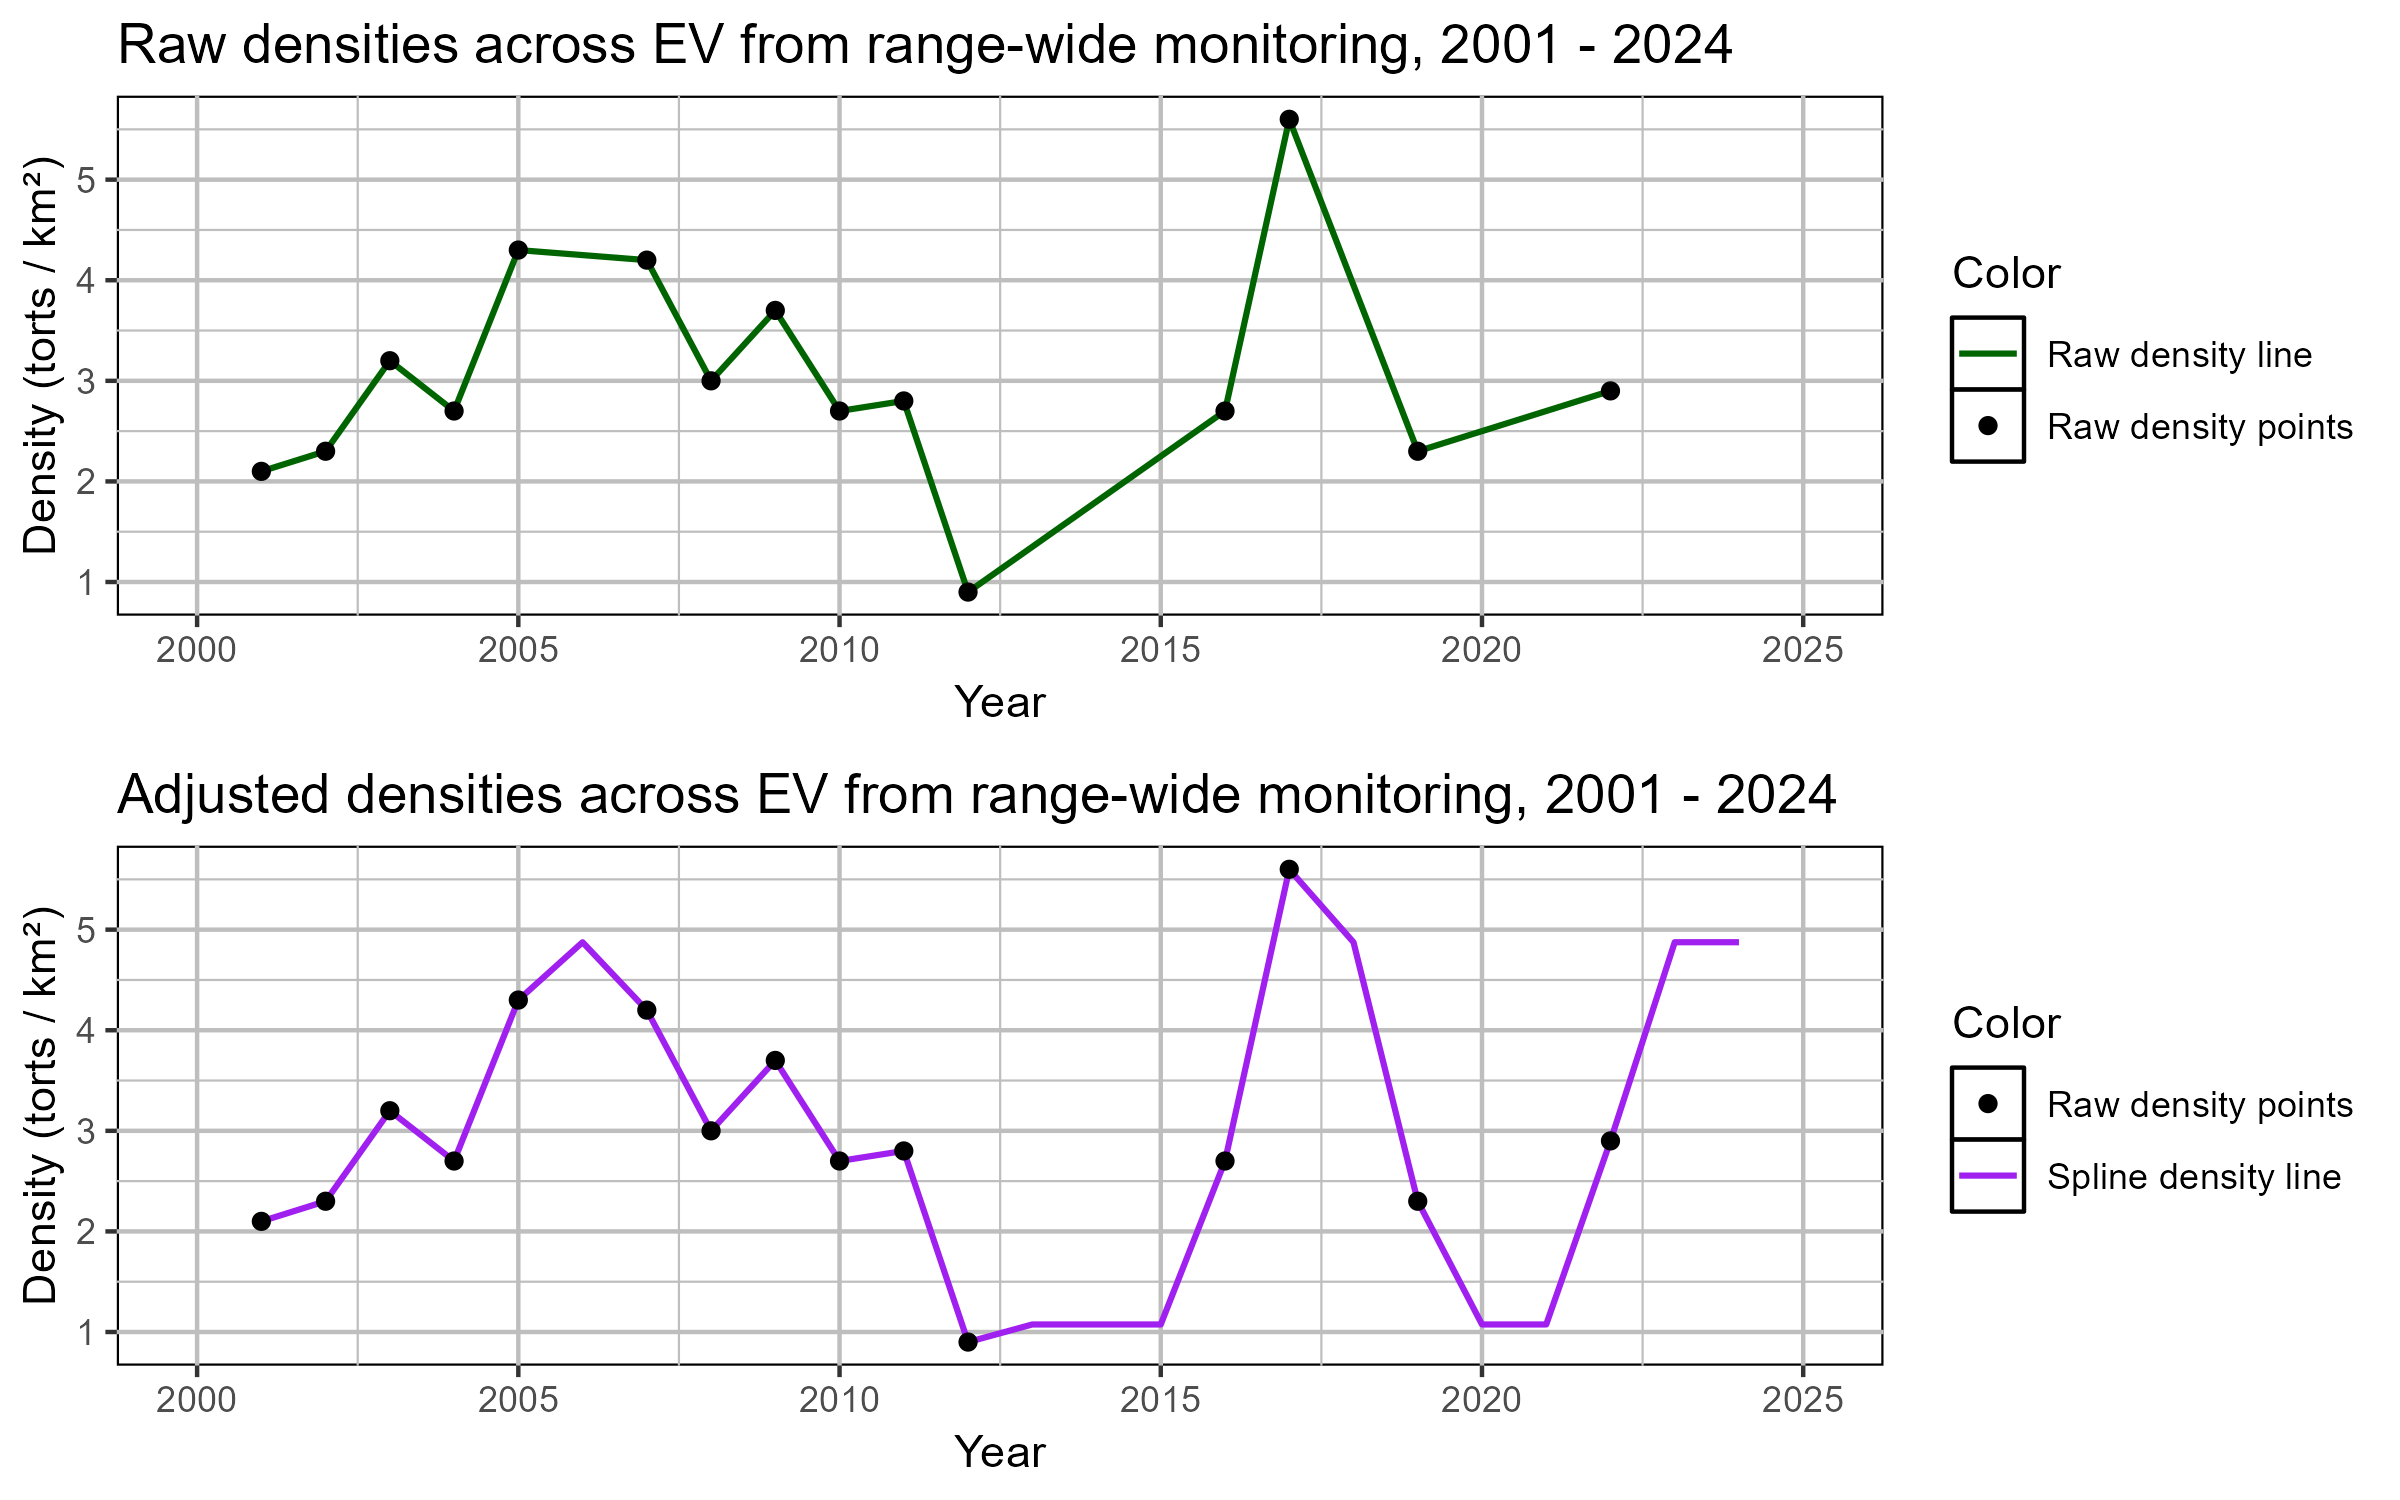 Raw densities across EV from range-wide monitoring, 2001 - 2024
Density (torts / km²)
5
4
3
2
1
2000 2005 2010 2015 2020 2025
Year
Color
Raw density line
Raw density points
Adjusted densities across EV from range-wide monitoring, 2001 - 2024
Density (torts / km²)
5
4
3
2
1
2000 2005 2010 2015 2020 2025
Year
Color
Raw density points
Spline density line